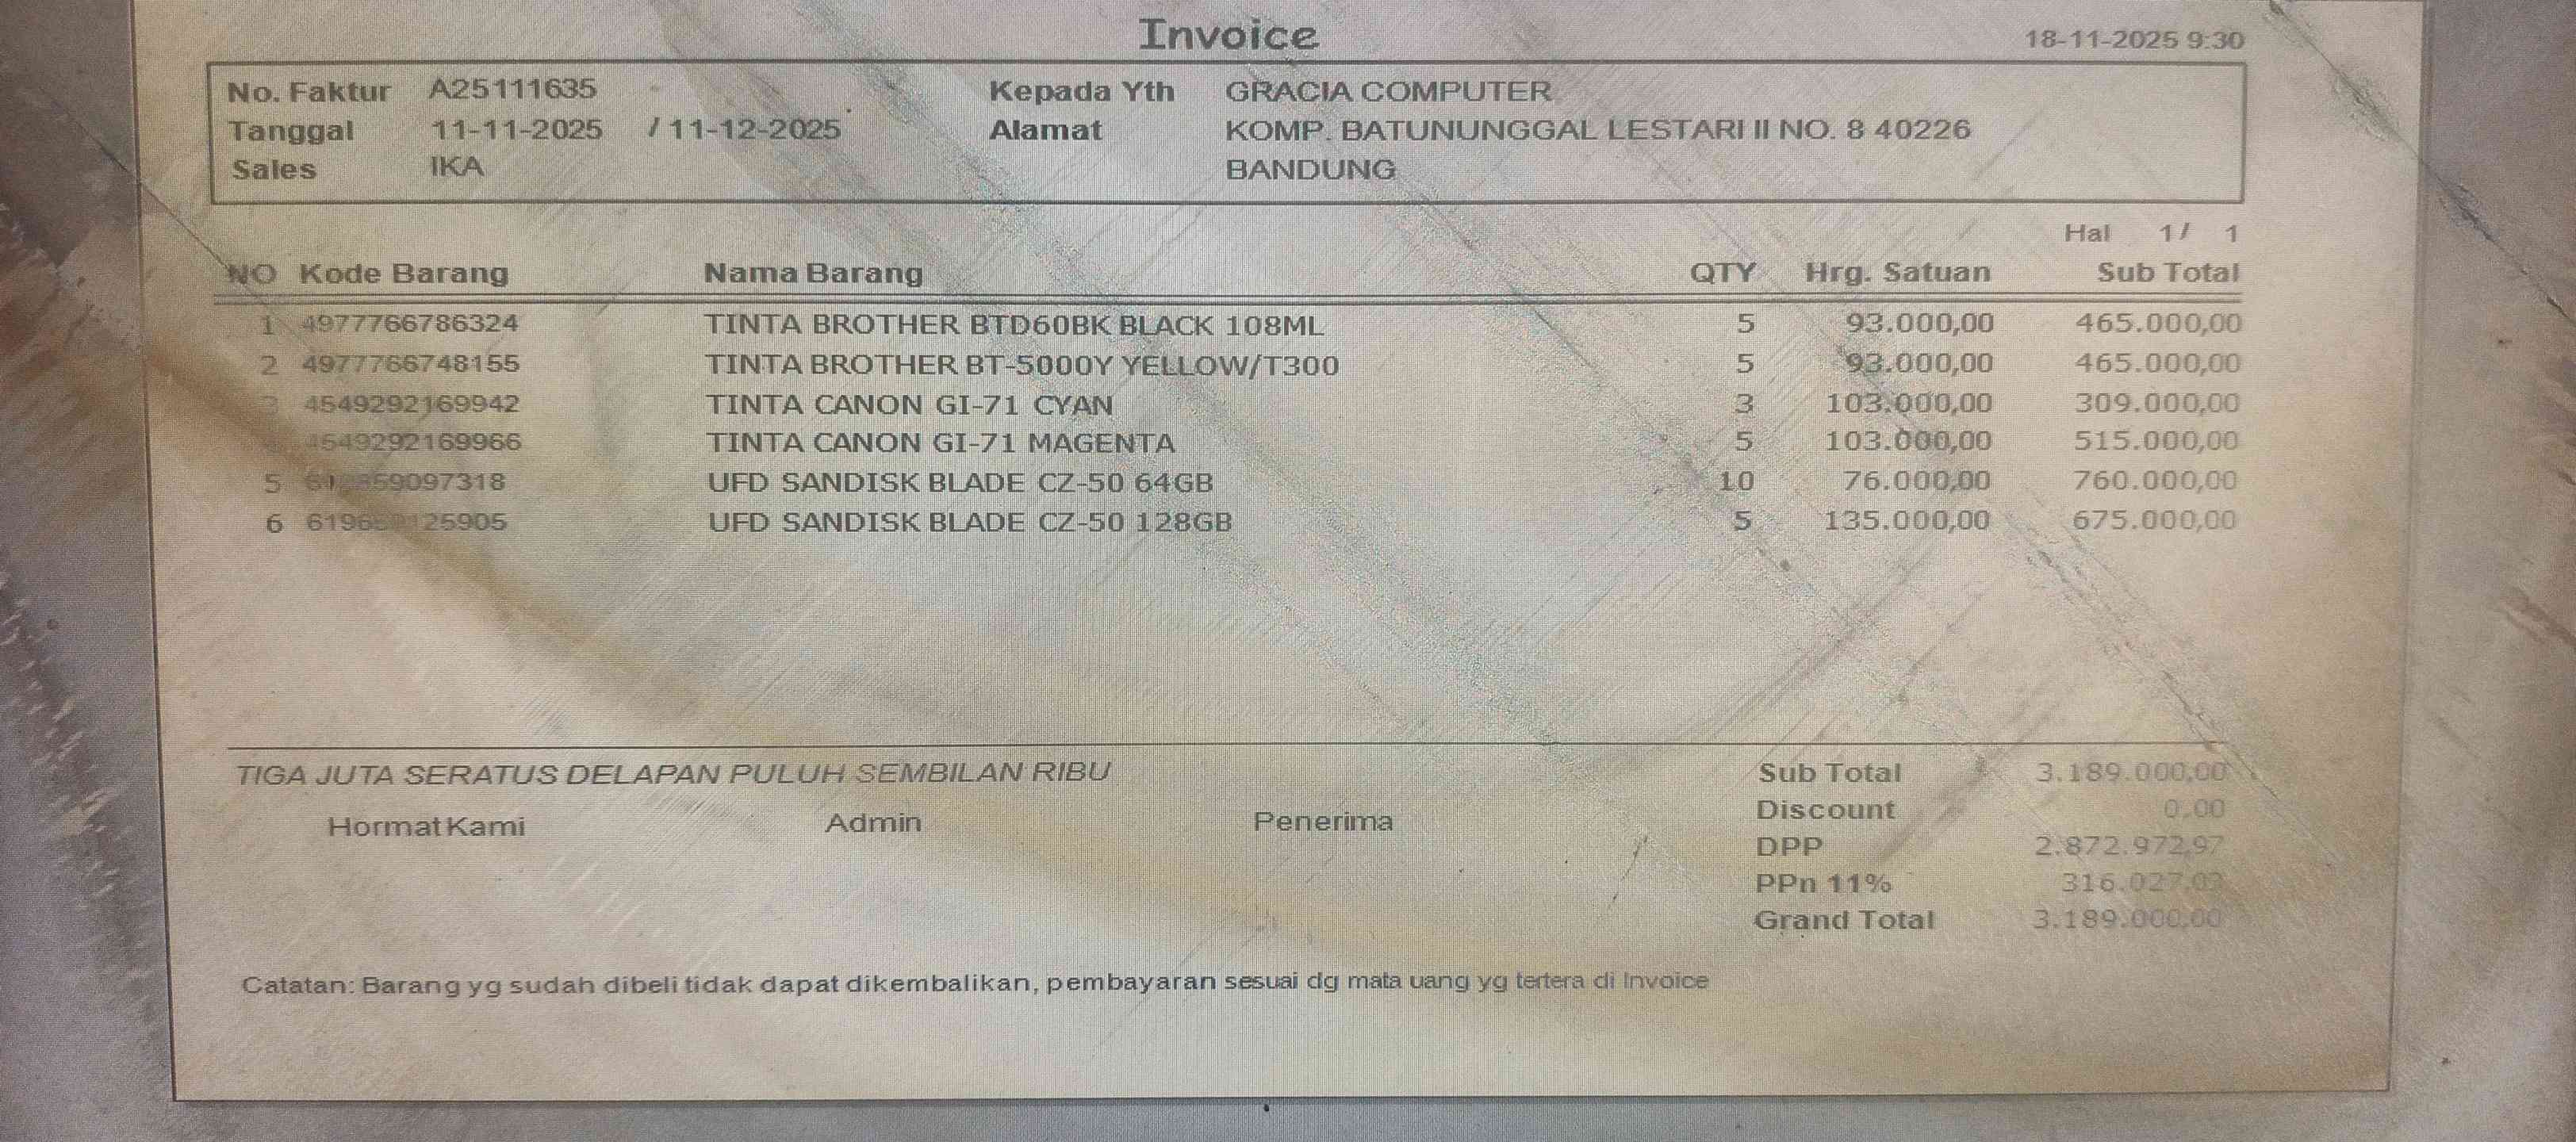 Invoice
18-11-2025 9:30
No. Faktur A25111635 Kepada Yth GRACIA COMPUTER
Tanggal 11-11-2025 / 11-12-2025 Alamat KOMP. BATUNUNGGAL LESTARI II NO. 8 40226
Sales IKA BANDUNG
Hal 1/ 1
NO Kode Barang Nama Barang QTY Hrg. Satuan Sub Total
1 4977766786324 TINTA BROTHER BTD60BK BLACK 108ML 5 93.000,00 465.000,00
2 4977766748155 TINTA BROTHER BT-5000Y YELLOW/T300 5 93.000,00 465.000,00
3 4549292169942 TINTA CANON GI-71 CYAN 3 103.000,00 309.000,00
4549292169966 TINTA CANON GI-71 MAGENTA 5 103.000,00 515.000,00
5 UFD SANDISK BLADE CZ-50 64GB 10 76.000,00 760.000,00
6 UFD SANDISK BLADE CZ-50 128GB 5 135.000,00 675.000,00
TIGA JUTA SERATUS DELAPAN PULUH SEMBILAN RIBU
Hormat Kami Admin Penerima
Sub Total 3.189.000,00
Discount 0.00
DPP 2.872.972,97
PPn 11% 316.027,03
Grand Total 3.189.000,00
Catatan: Barang yg sudah dibeli tidak dapat dikembalikan, pembayaran sesuai dg mata uang yg tertera di Invoice